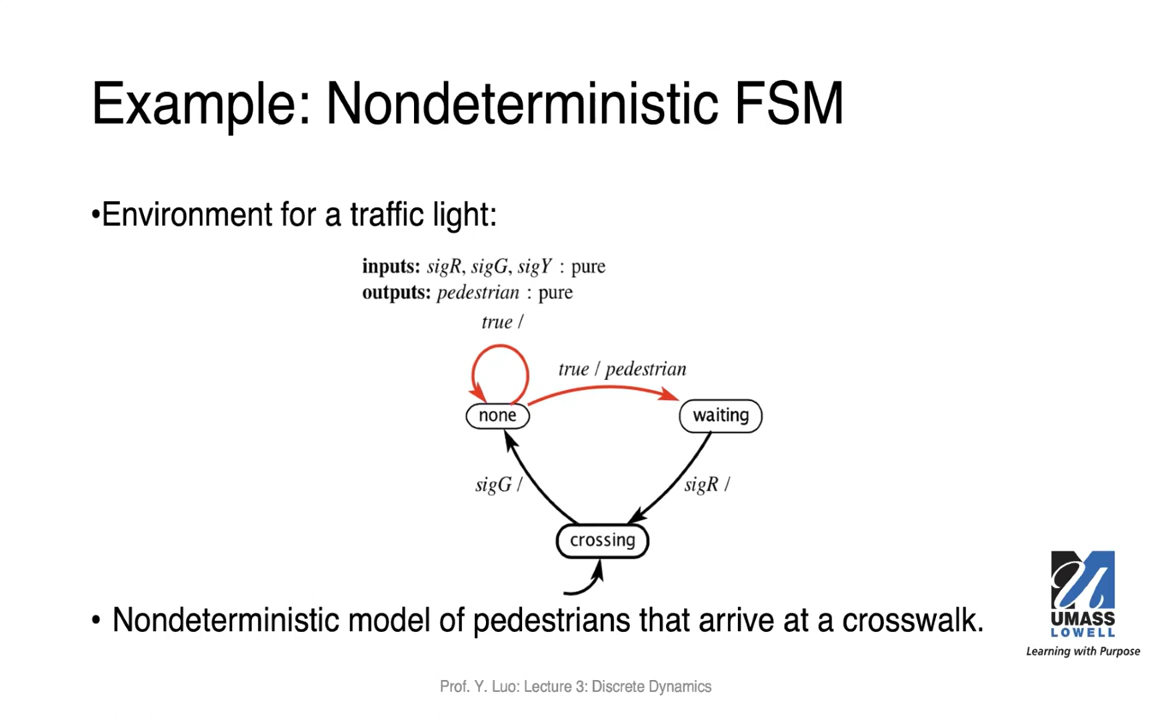 Example: Nondeterministic FSM
•Environment for a traffic light:
inputs: sigR, sigG, sigY : pure
outputs: pedestrian : pure
true /
true / pedestrian
none
waiting
sigG /
sigR /
crossing
• Nondeterministic model of pedestrians that arrive at a crosswalk.
UMASS
LOWELL
Learning with Purpose
Prof. Y. Luo: Lecture 3: Discrete Dynamics